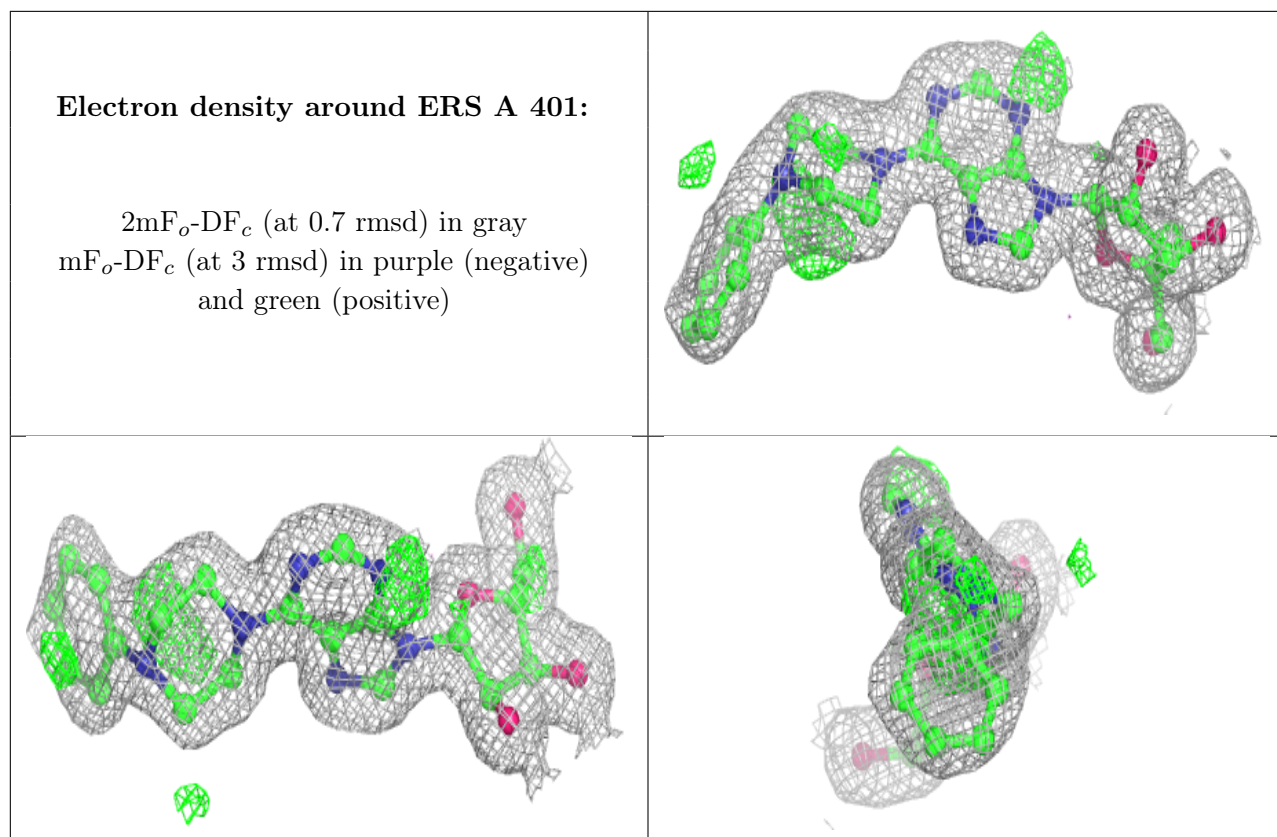 Electron density around ERS A 401:
2mFₒ-DF𝒸 (at 0.7 rmsd) in gray
mFₒ-DF𝒸 (at 3 rmsd) in purple (negative)
and green (positive)